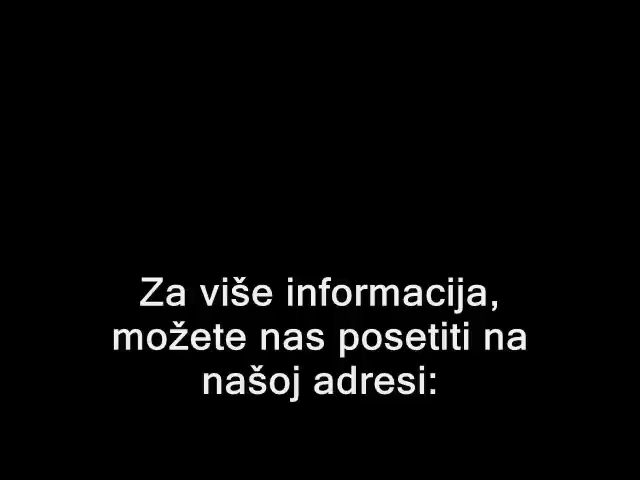 Za više informacija,
možete nas posetiti na
našoj adresi: